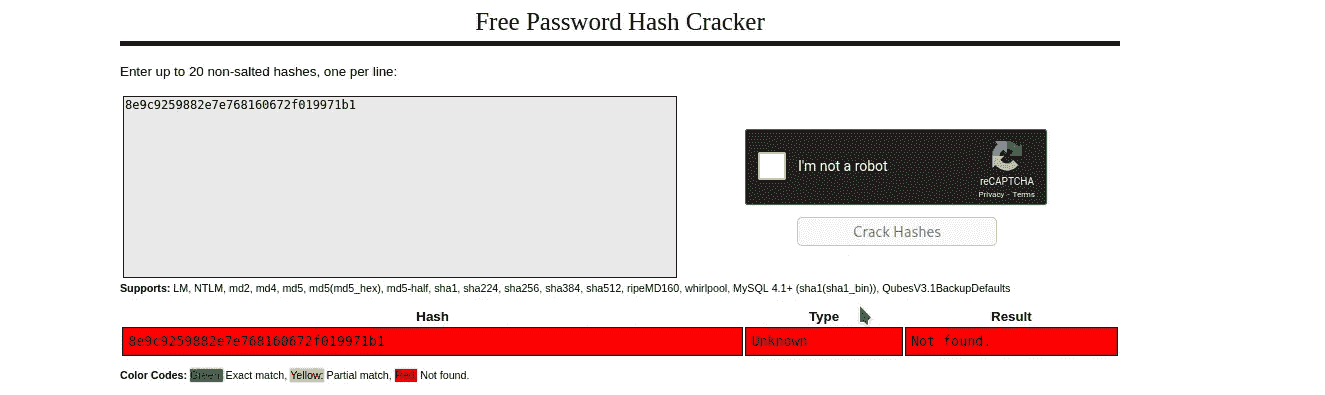 Free Password Hash Cracker
Enter up to 20 non-salted hashes, one per line:
8e9c9259882e7e768160672f019971b1
I'm not a robot
reCAPTCHA
Privacy - Terms
Crack Hashes
Supports: LM, NTLM, md2, md4, md5, md5(md5_hex), md5-half, sha1, sha224, sha256, sha384, sha512, ripeMD160, whirlpool, MySQL 4.1+ (sha1(sha1_bin)), QubesV3.1BackupDefaults
Hash Type Result
8e9c9259882e7e768160672f019971b1 Unknown Not found.
Color Codes: Green: Exact match, Yellow: Partial match, Red: Not found.